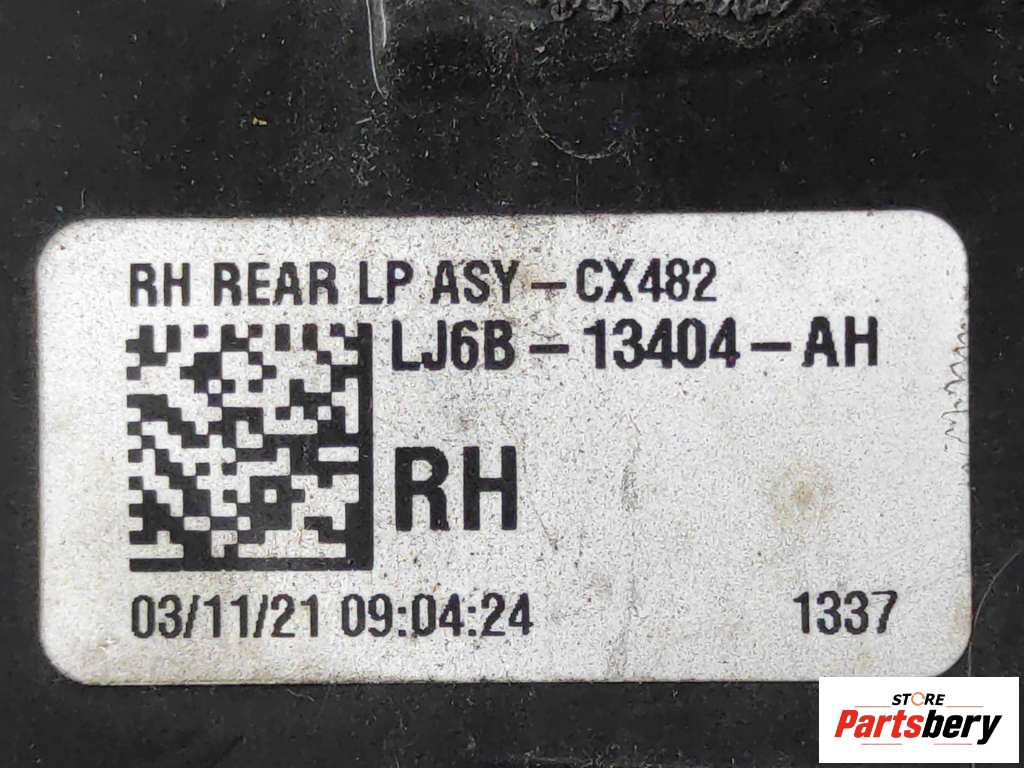 RH REAR LP ASY - CX482
LJ6B - 13404 - AH
RH
03/11/21 09:04:24 1337
STORE
Partsbery